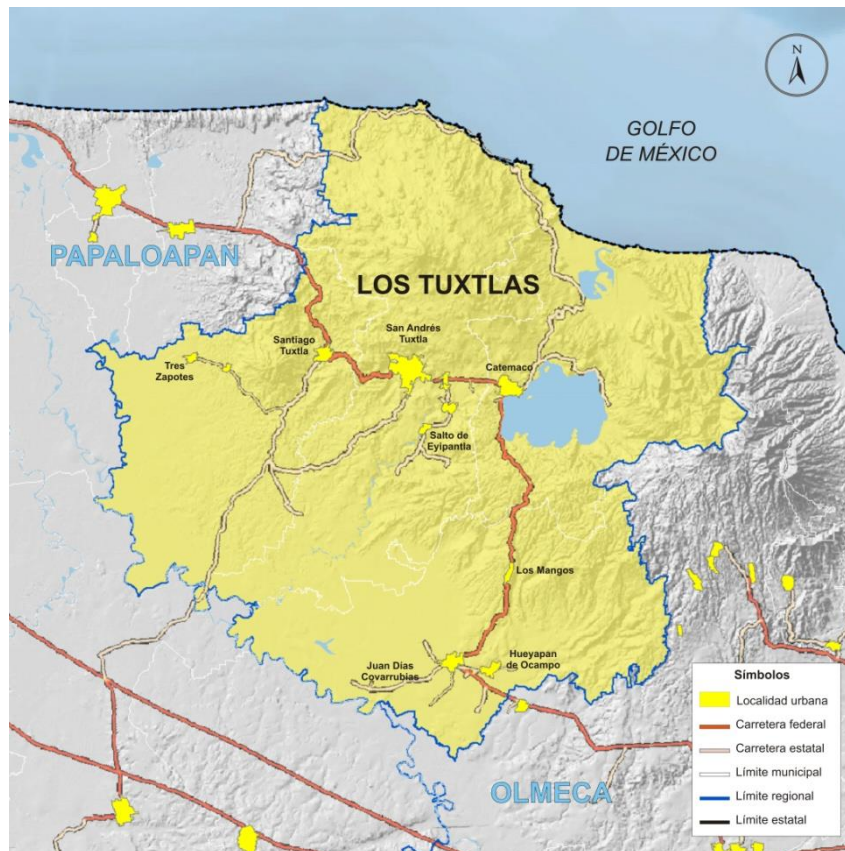 N
GOLFO
DE MÉXICO
PAPALOAPAN
LOS TUXTLAS
Santiago
Tuxtla
San Andrés
Tuxtla
Tres
Zapotes
Catemaco
Salto de
Eyipantla
Los Mangos
Juan Días
Covarrubias
Hueyapan
de Ocampo
OLMECA
Símbolos
Localidad urbana
Carretera federal
Carretera estatal
Límite municipal
Límite regional
Límite estatal